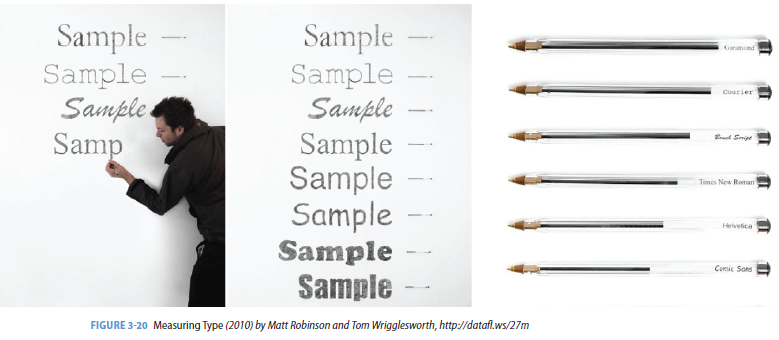 Sample
Sample
Sample
Samp
Sample
Sample
Sample
Sample
Sample
Sample
Sample
Sample
Garamond
Courier
Brush Script
Times New Roman
Helvetica
Comic Sans
FIGURE 3-20 Measuring Type (2010) by Matt Robinson and Tom Wrigglesworth, http://datafl.ws/27m